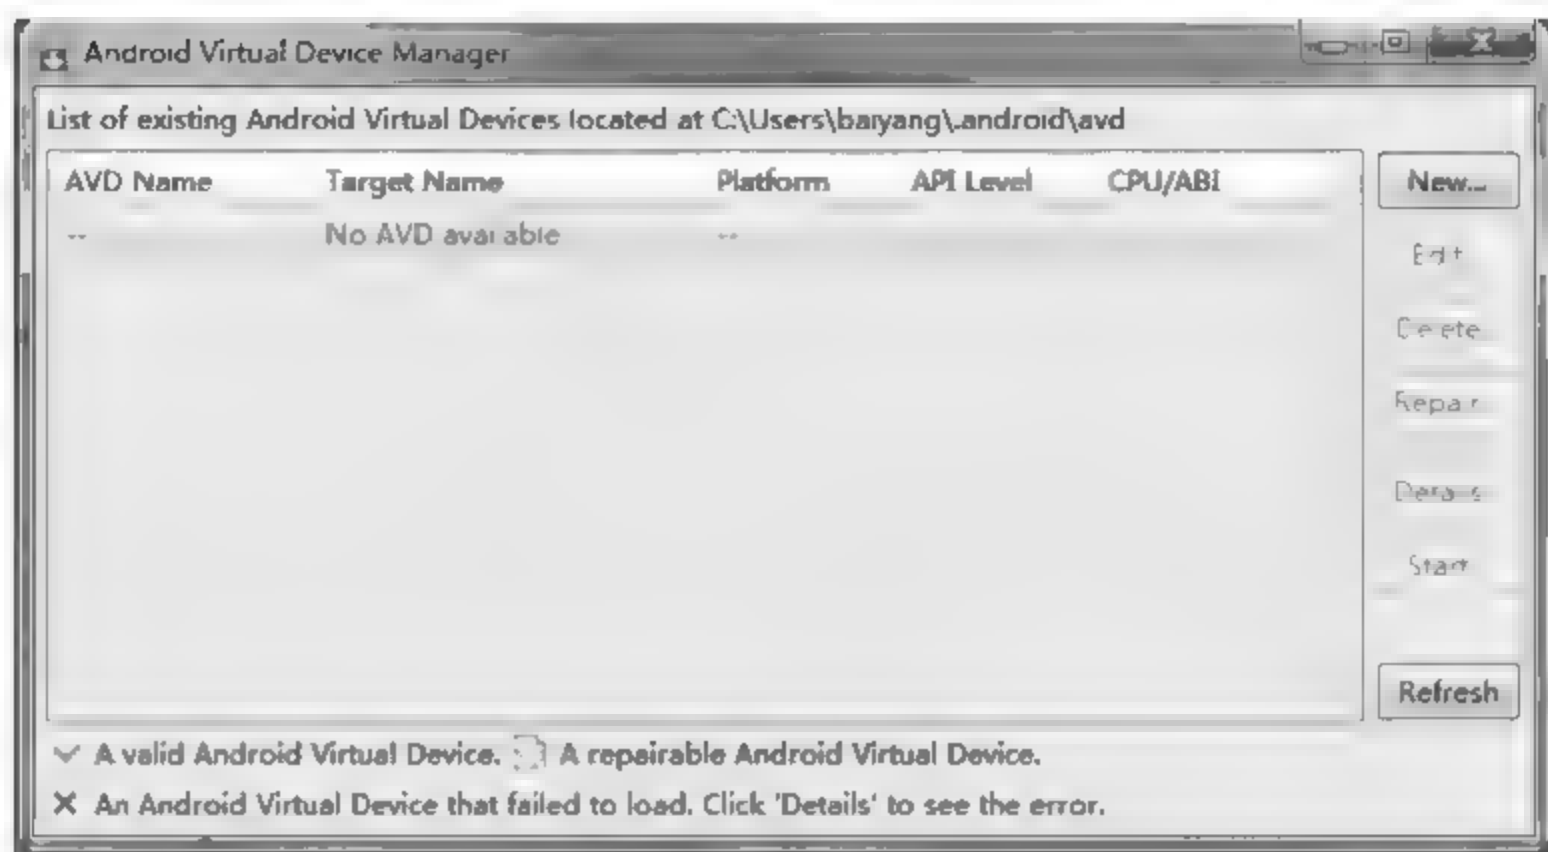 Android Virtual Device Manager
List of existing Android Virtual Devices located at C:\Users\baiyang\.android\avd
AVD Name Target Name Platform API Level CPU/ABI
-- No AVD available --
New...
Edit
Delete
Repair
Details
Start
Refresh
A valid Android Virtual Device. A repairable Android Virtual Device.
An Android Virtual Device that failed to load. Click 'Details' to see the error.